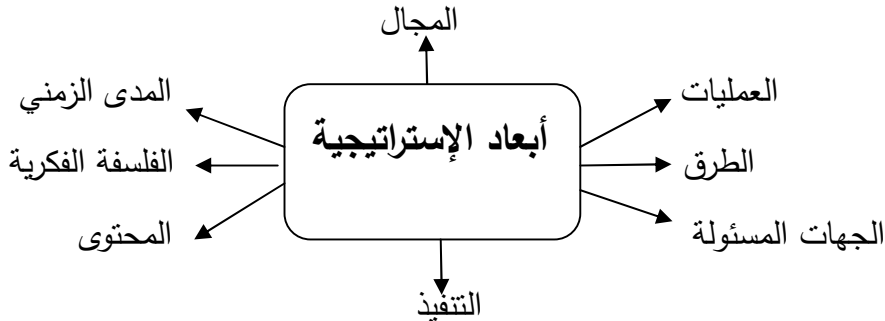 المجال
العمليات
المدى الزمني
أبعاد الإستراتيجية
الطرق
الفلسفة الفكرية
الجهات المسئولة
المحتوى
التنفيذ